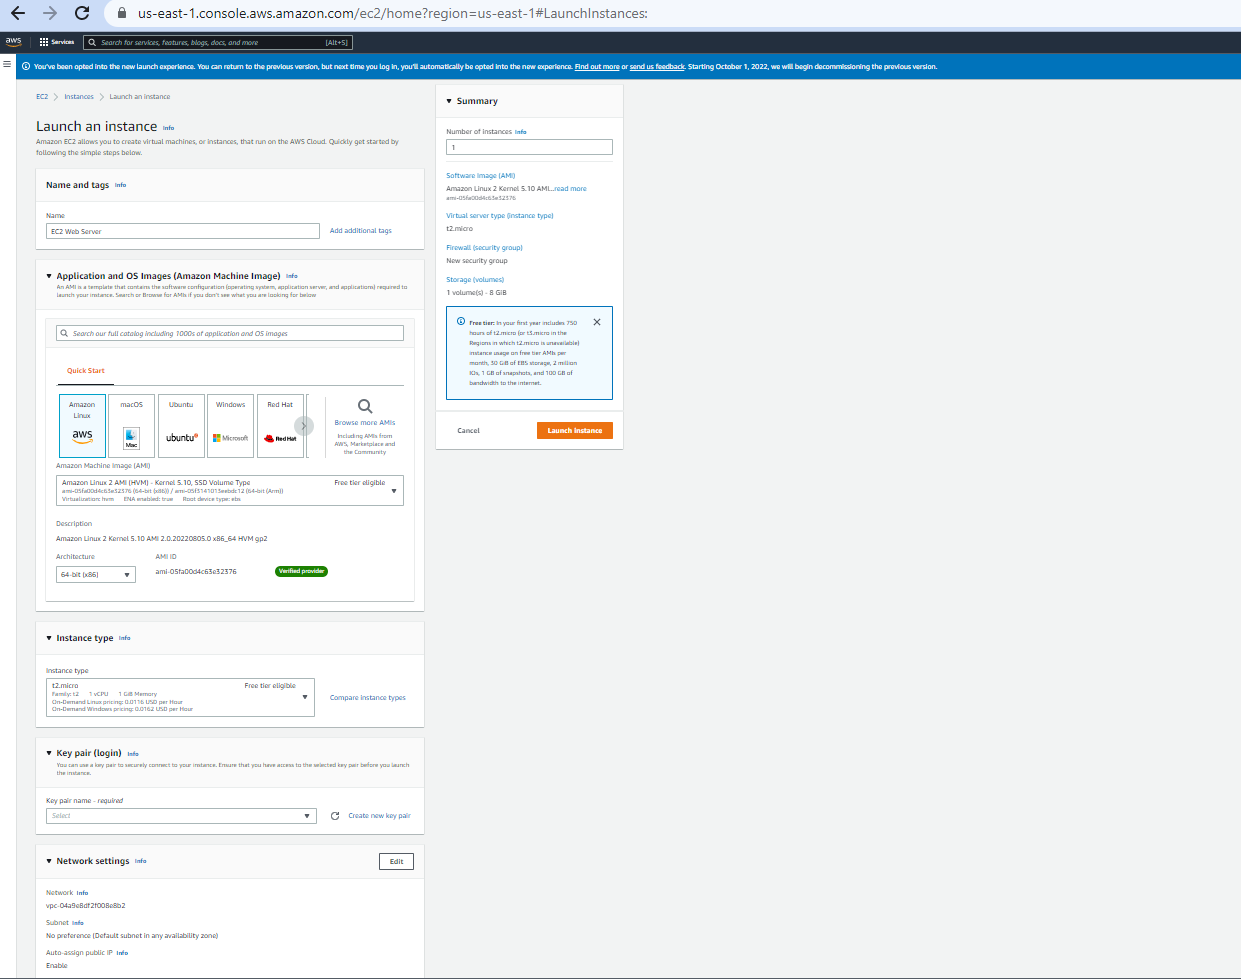 us-east-1.console.aws.amazon.com/ec2/home?region=us-east-1#LaunchInstances:
aws Services Search for services, features, blogs, docs, and more [Alt+S]
You've been opted into the new launch experience. You can return to the previous version, but next time you log in, you'll automatically be opted into the new experience. Find out more or send us feedback. Starting October 1, 2022, we will begin decommissioning the previous version.
EC2 > Instances > Launch an instance
Launch an instance Info
Amazon EC2 allows you to create virtual machines, or instances, that run on the AWS Cloud. Quickly get started by
following the simple steps below.
Name and tags Info
Name
EC2 Web Server
Add additional tags
Application and OS Images (Amazon Machine Image) Info
An AMI is a template that contains the software configuration (operating system, application server, and applications) required to
launch your instance. Search or Browse for AMIs if you don't see what you are looking for below
Search our full catalog including 1000s of application and OS images
Quick Start
Amazon
Linux
aws
macOS
Mac
Ubuntu
ubuntu
Windows
Microsoft
Red Hat
Red Hat
Browse more AMIs
Including AMIs from
AWS, Marketplace and
the Community
Amazon Machine Image (AMI)
Amazon Linux 2 AMI (HVM) - Kernel 5.10, SSD Volume Type Free tier eligible
ami-05fa00d4c63e32376 (64-bit (x86)) / ami-05f3141013eebdc12 (64-bit (Arm))
Virtualization: hvm ENA enabled: true Root device type: ebs
Description
Amazon Linux 2 Kernel 5.10 AMI 2.0.20220805.0 x86_64 HVM gp2
Architecture AMI ID
64-bit (x86) ami-05fa00d4c63e32376 Verified provider
Instance type Info
Instance type
t2.micro Free tier eligible
Family: t2 1 vCPU 1 GiB Memory
On-Demand Linux pricing: 0.0116 USD per Hour
On-Demand Windows pricing: 0.0162 USD per Hour
Compare instance types
Key pair (login) Info
You can use a key pair to securely connect to your instance. Ensure that you have access to the selected key pair before you launch
the instance.
Key pair name - required
Select Create new key pair
Network settings Info Edit
Network Info
vpc-04a9e8df2f008e8b2
Subnet Info
No preference (Default subnet in any availability zone)
Auto-assign public IP Info
Enable
Summary
Number of instances Info
1
Software Image (AMI)
Amazon Linux 2 Kernel 5.10 AMI...read more
ami-05fa00d4c63e32376
Virtual server type (instance type)
t2.micro
Firewall (security group)
New security group
Storage (volumes)
1 volume(s) - 8 GiB
Free tier: In your first year includes 750
hours of t2.micro (or t3.micro in the
Regions in which t2.micro is unavailable)
instance usage on free tier AMIs per
month, 30 GiB of EBS storage, 2 million
IOs, 1 GB of snapshots, and 100 GB of
bandwidth to the internet.
Cancel Launch instance